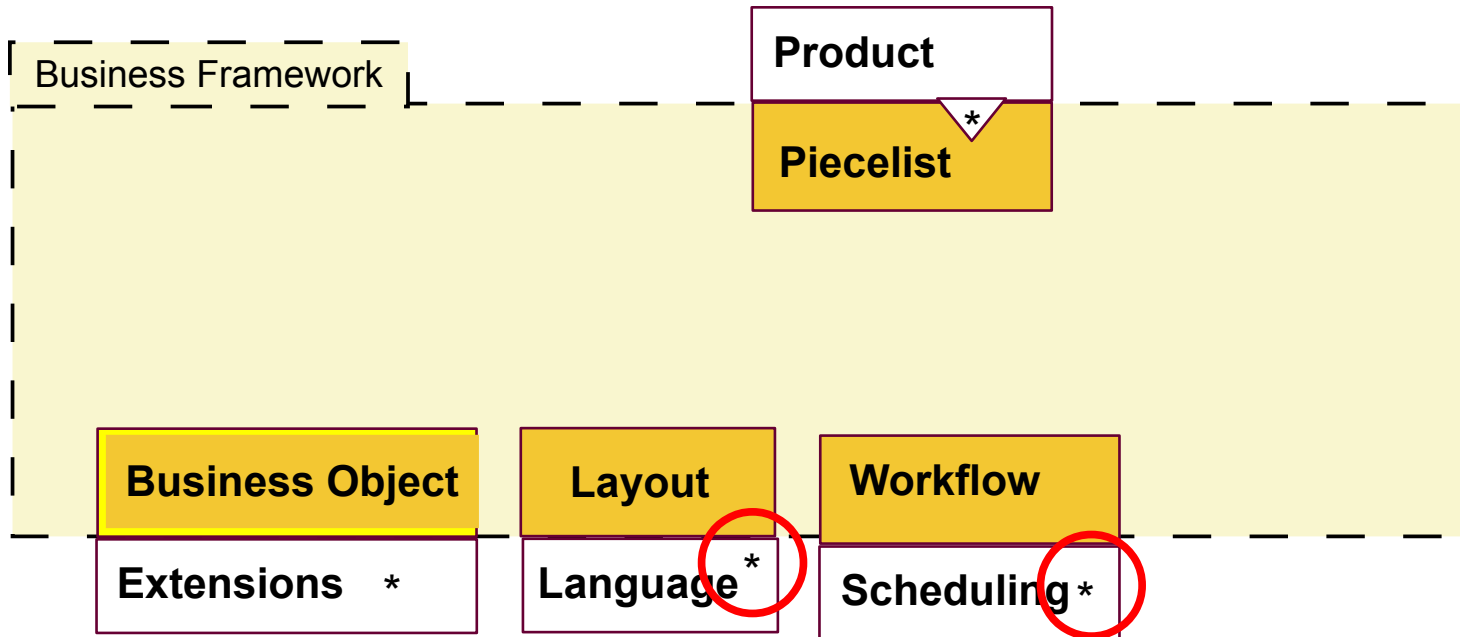 Product
Business Framework
*
Piecelist
Business Object
Layout
Workflow
Extensions *
Language *
Scheduling *